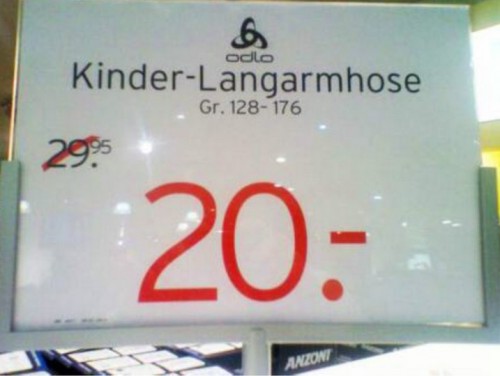 odlo
Kinder-Langarmhose
Gr. 128-176
29.95
20.-
ANZONI